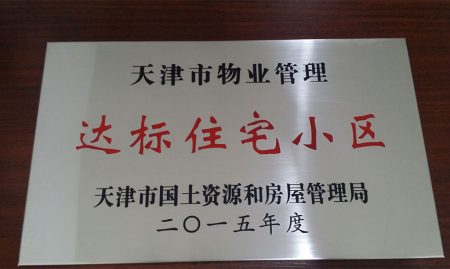 天津市物业管理
达标住宅小区
天津市国土资源和房屋管理局
二〇一五年度